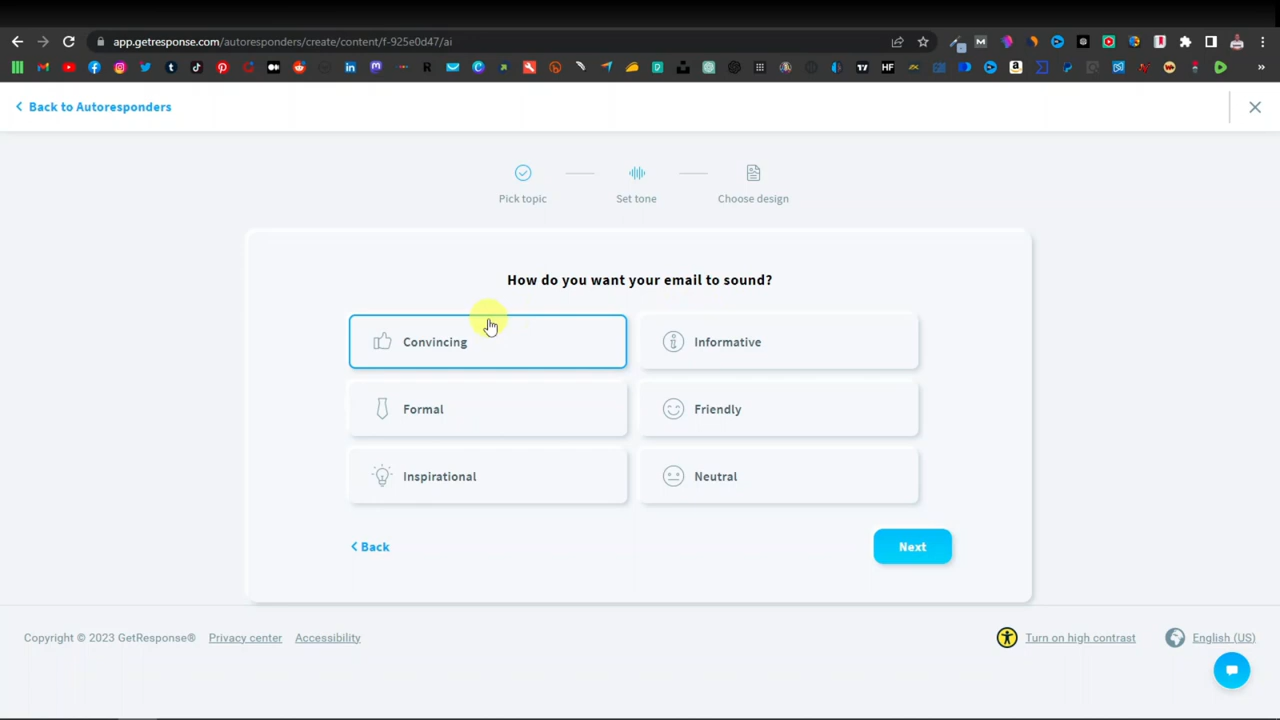 app.getresponse.com/autoresponders/create/content/f-925e0d47/ai
Back to Autoresponders
Pick topic
Set tone
Choose design
How do you want your email to sound?
Convincing
Informative
Formal
Friendly
Inspirational
Neutral
Back
Next
Copyright © 2023 GetResponse® Privacy center Accessibility
Turn on high contrast
English (US)